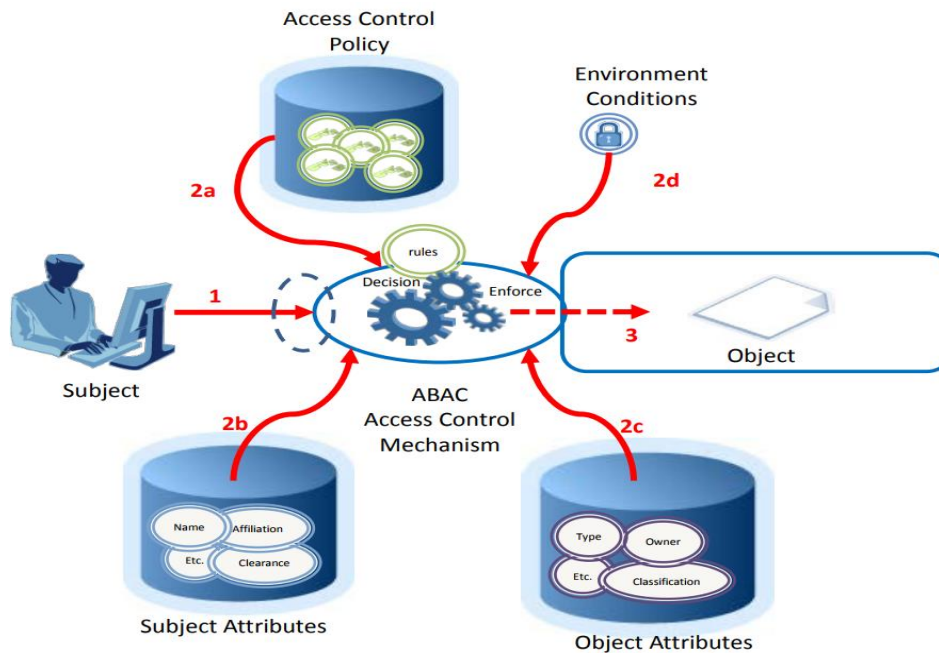 Access Control
Policy
Environment
Conditions
2a
2d
rules
Decision
Enforce
1
3
Subject
Object
ABAC
Access Control
Mechanism
2b
2c
Name
Affiliation
Etc.
Clearance
Type
Owner
Etc.
Classification
Subject Attributes
Object Attributes